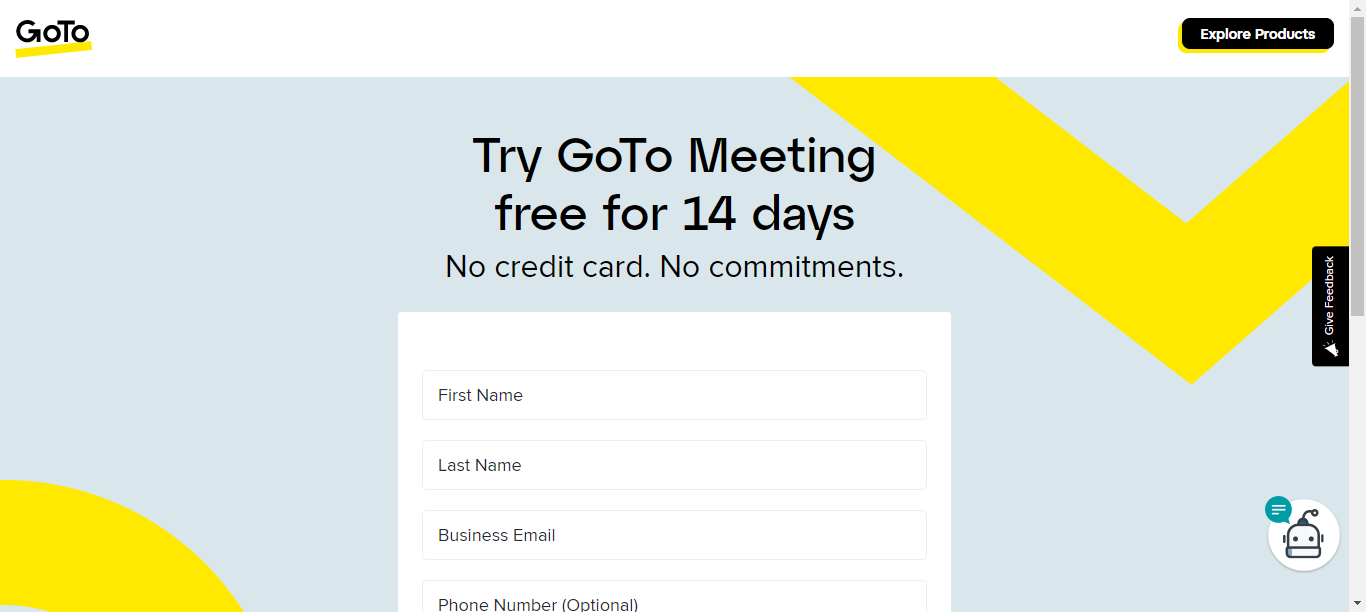 GoTo
Explore Products
Try GoTo Meeting
free for 14 days
No credit card. No commitments.
Give Feedback
First Name
Last Name
Business Email
Phone Number (Optional)